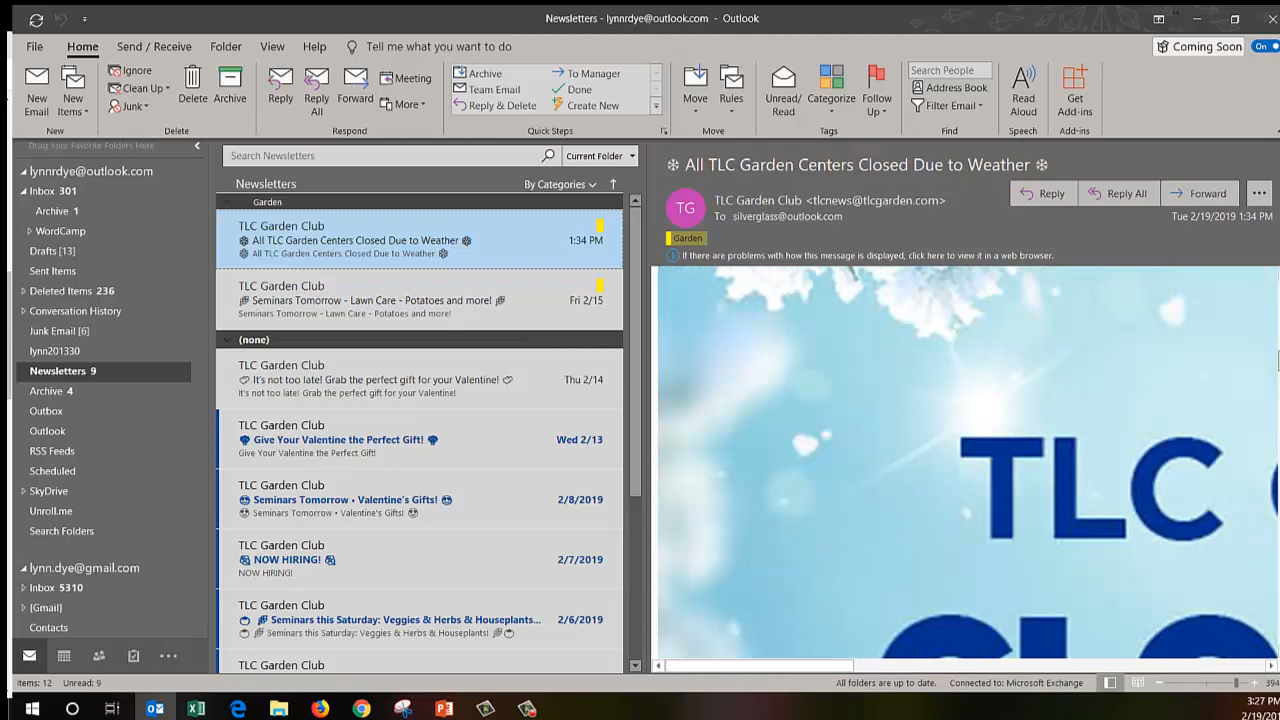 Newsletters - lynnrdye@outlook.com - Outlook
File Home Send / Receive Folder View Help Tell me what you want to do Coming Soon On
New Email
New Items
Ignore
Clean Up
Junk
Delete
Archive
Reply
Reply All
Forward
Meeting
More
Archive
Team Email
Reply & Delete
To Manager
Done
Create New
Move
Rules
Unread/ Read
Categorize
Follow Up
Search People
Address Book
Filter Email
Read Aloud
Get Add-ins
New Delete Respond Quick Steps Move Tags Find Speech Add-ins
Drag Your Favorite Folders Here
lynnrdye@outlook.com
Inbox 301
Archive 1
WordCamp
Drafts [13]
Sent Items
Deleted Items 236
Conversation History
Junk Email [6]
lynn201330
Newsletters 9
Archive 4
Outbox
Outlook
RSS Feeds
Scheduled
SkyDrive
Unroll.me
Search Folders
lynn.dye@gmail.com
Inbox 5310
[Gmail]
Contacts
Search Newsletters Current Folder
Newsletters By Categories
Garden
TLC Garden Club
All TLC Garden Centers Closed Due to Weather 1:34 PM
All TLC Garden Centers Closed Due to Weather
TLC Garden Club
Seminars Tomorrow - Lawn Care - Potatoes and more! Fri 2/15
Seminars Tomorrow - Lawn Care - Potatoes and more!
(none)
TLC Garden Club
It's not too late! Grab the perfect gift for your Valentine! Thu 2/14
It's not too late! Grab the perfect gift for your Valentine!
TLC Garden Club
Give Your Valentine the Perfect Gift! Wed 2/13
Give Your Valentine the Perfect Gift!
TLC Garden Club
Seminars Tomorrow • Valentine's Gifts! 2/8/2019
Seminars Tomorrow • Valentine's Gifts!
TLC Garden Club
NOW HIRING! 2/7/2019
NOW HIRING!
TLC Garden Club
Seminars this Saturday: Veggies & Herbs & Houseplants... 2/6/2019
Seminars this Saturday: Veggies & Herbs & Houseplants!
TLC Garden Club
All TLC Garden Centers Closed Due to Weather
TG
TLC Garden Club <tlcnews@tlcgarden.com>
To silverglass@outlook.com
Reply Reply All Forward
Tue 2/19/2019 1:34 PM
Garden
If there are problems with how this message is displayed, click here to view it in a web browser.
TLC
Items: 12 Unread: 9 All folders are up to date. Connected to: Microsoft Exchange
3:27 PM